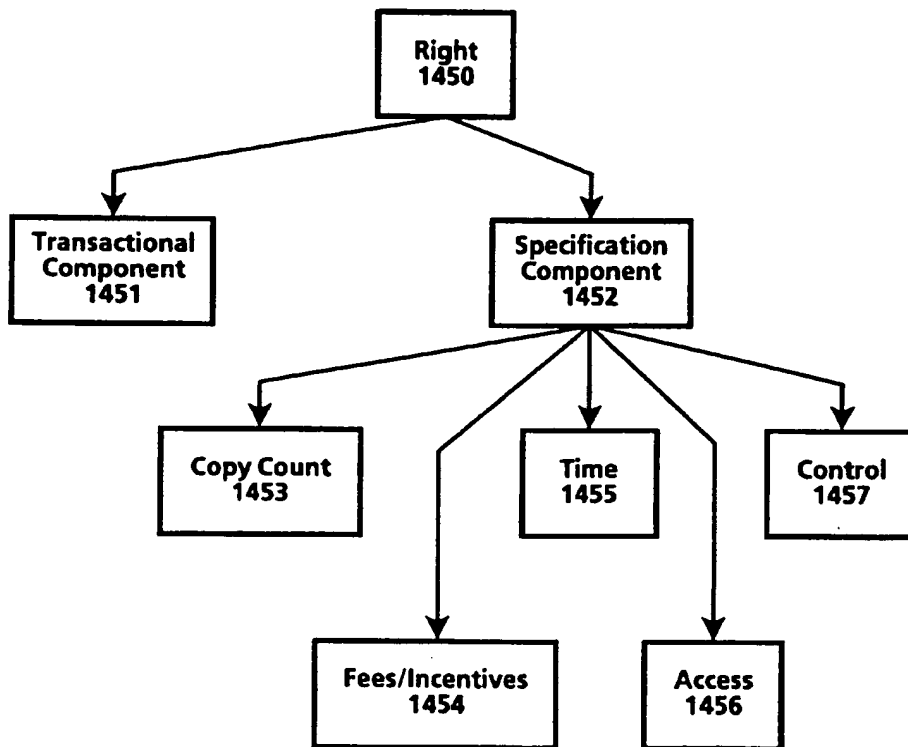 Right
1450
Transactional
Component
1451
Specification
Component
1452
Copy Count
1453
Time
1455
Control
1457
Fees/Incentives
1454
Access
1456